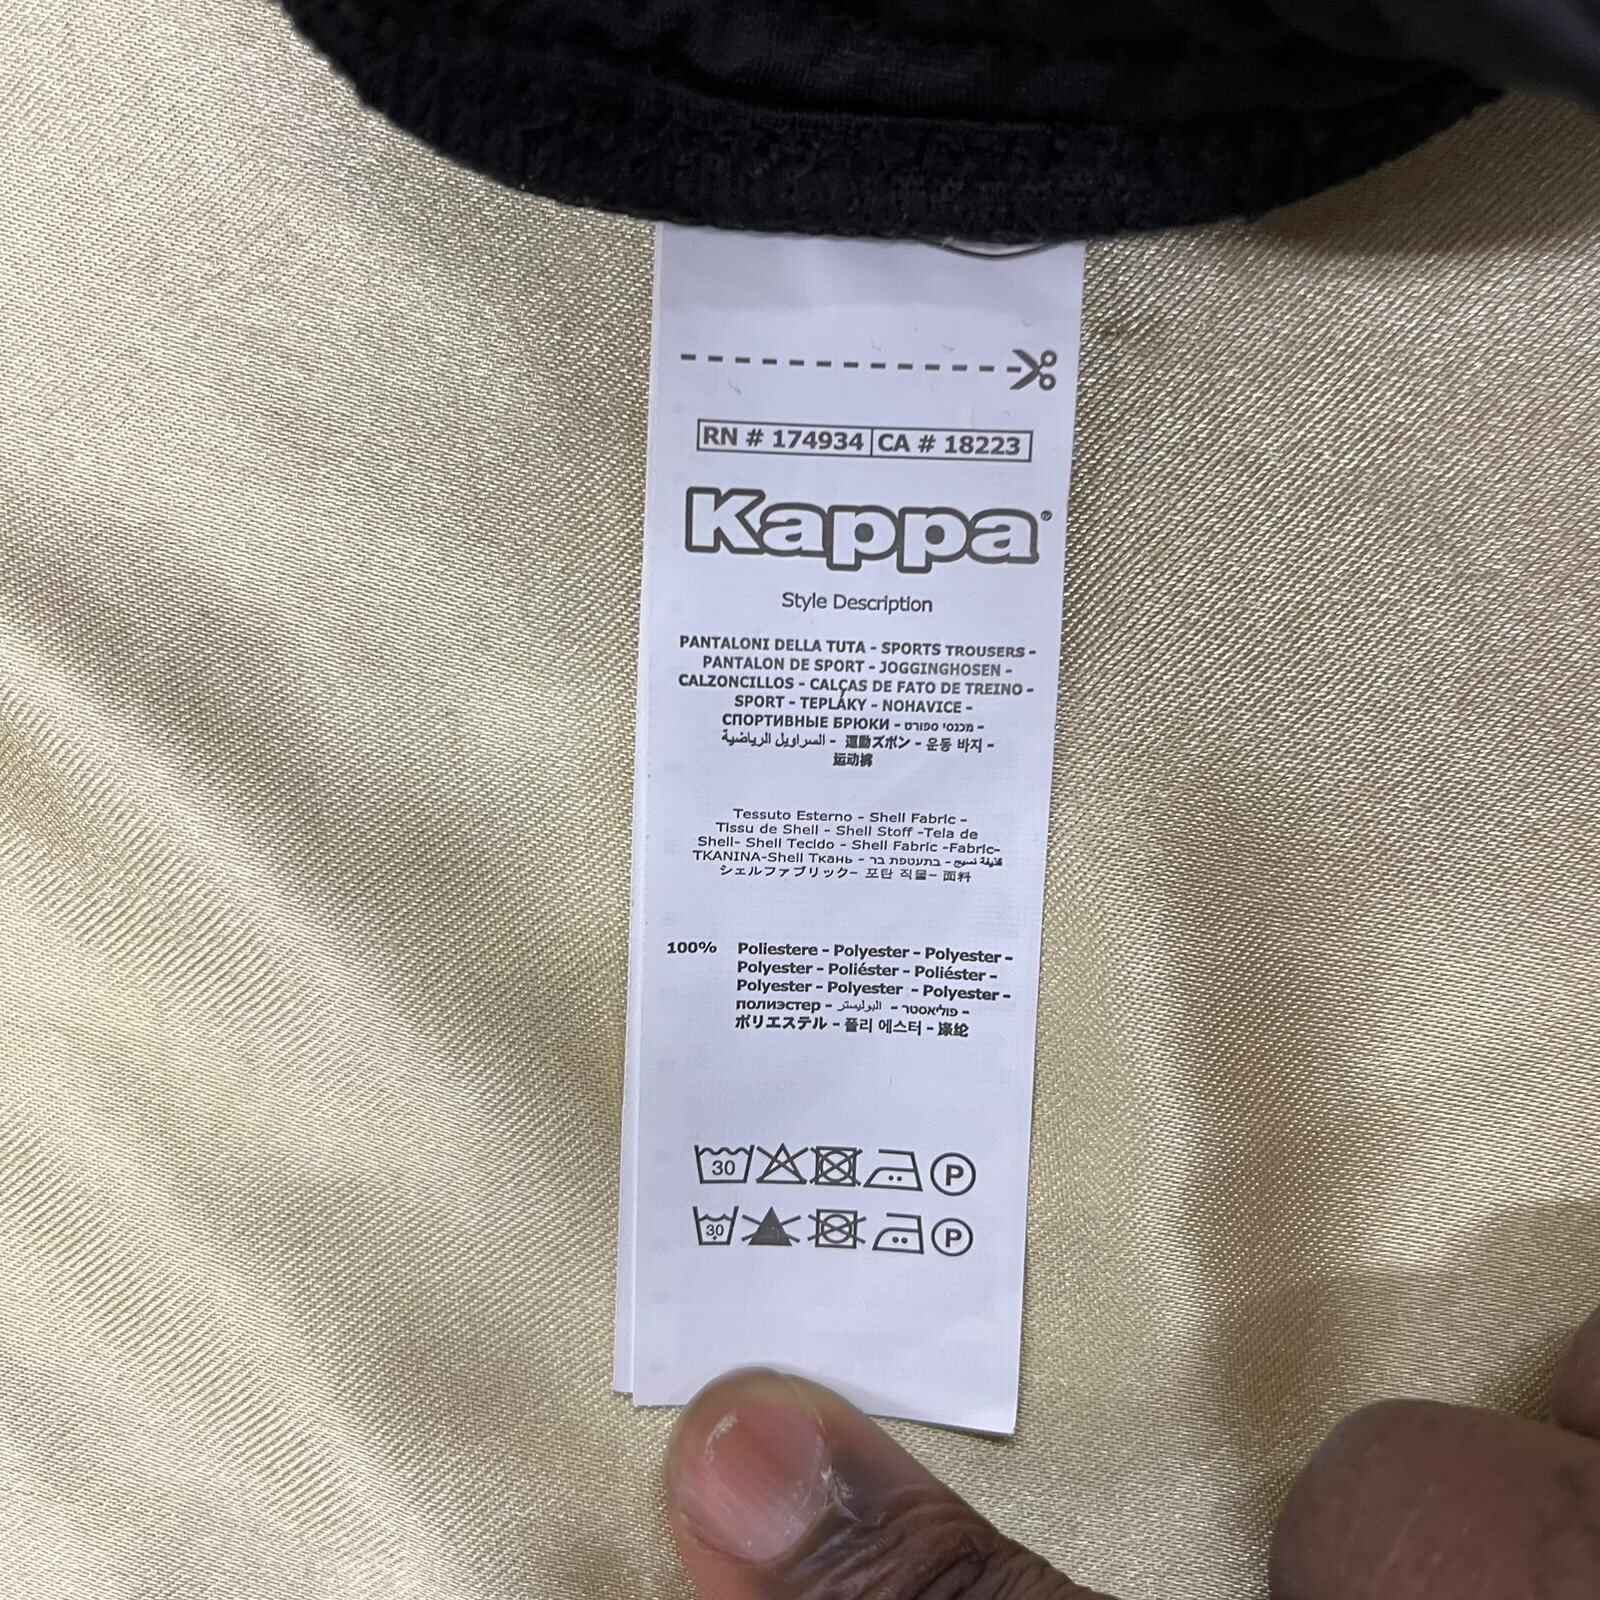 RN # 174934 CA # 18223
Kappa®
Style Description
PANTALONI DELLA TUTA - SPORTS TROUSERS -
PANTALON DE SPORT - JOGGINGHOSEN -
CALZONCILLOS - CALÇAS DE FATO DE TREINO -
SPORT - TEPLÁKY - NOHAVICE -
СПОРТИВНЫЕ БРЮКИ - מכנסי ספורט -
السراويل الرياضية - 運動ズボン - 운동 바지 -
运动裤
Tessuto Esterno - Shell Fabric -
Tissu de Shell - Shell Stoff -Tela de
Shell- Shell Tecido - Shell Fabric -Fabric-
TKANINA-Shell Ткань - בתעטפת בר -
シェルファブリック- 포탄 직물- 面料
100% Poliestere - Polyester - Polyester -
Polyester - Poliéster - Poliéster -
Polyester - Polyester - Polyester -
полиэстер - البوليستر - פוליאסטר -
ポリエステル - 폴리 에스터 - 涤纶
30 P
30 P